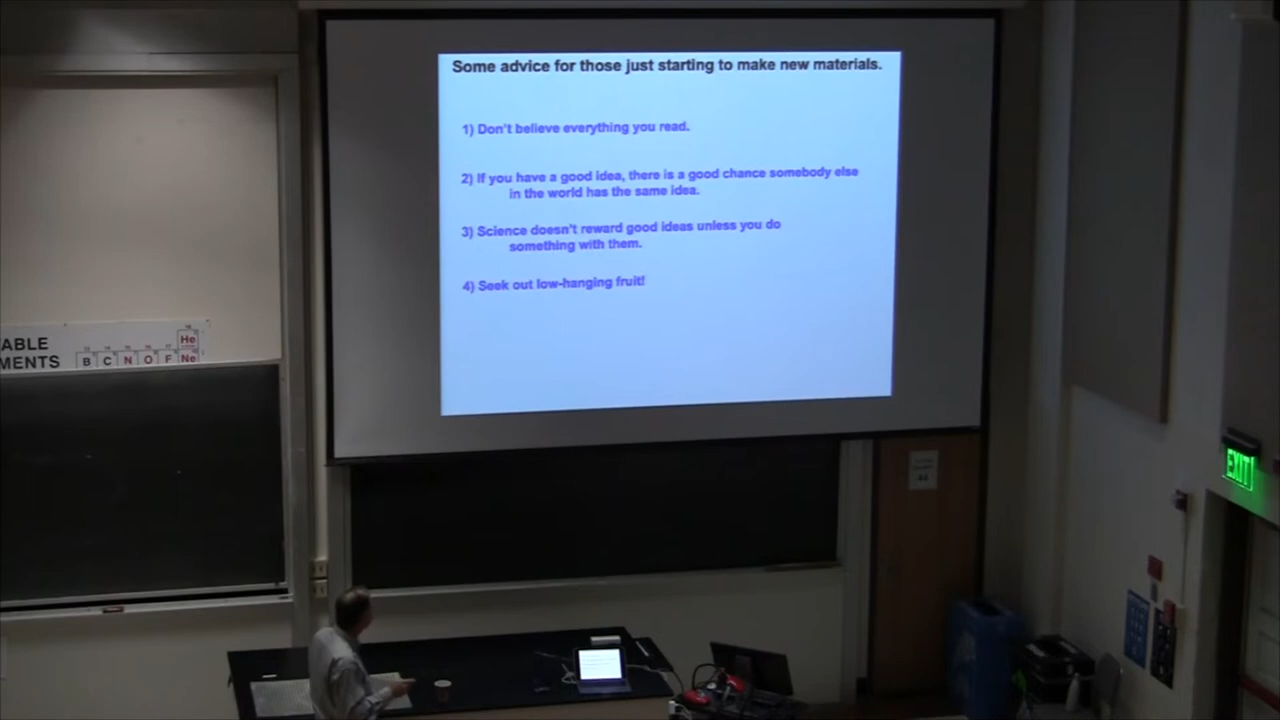 Some advice for those just starting to make new materials.
1) Don't believe everything you read.
2) If you have a good idea, there is a good chance somebody else
in the world has the same idea.
3) Science doesn't reward good ideas unless you do
something with them.
4) Seek out low-hanging fruit!
ABLE
MENTS
He
B C N O F Ne
EXIT